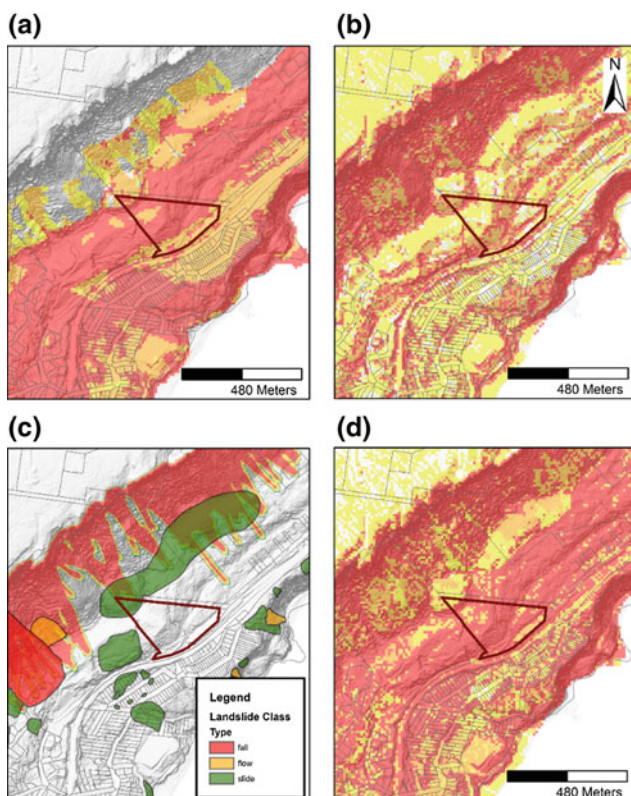 (a)
480 Meters
(b)
N
480 Meters
(c)
Legend
Landslide Class
Type
fall
flow
slide
(d)
480 Meters